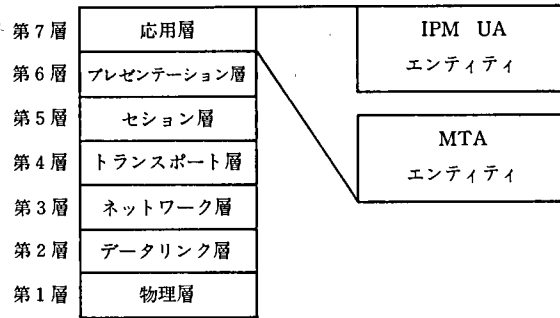 第7層 応用層
第6層 プレゼンテーション層
第5層 セション層
第4層 トランスポート層
第3層 ネットワーク層
第2層 データリンク層
第1層 物理層
IPM UA
エンティティ
MTA
エンティティ